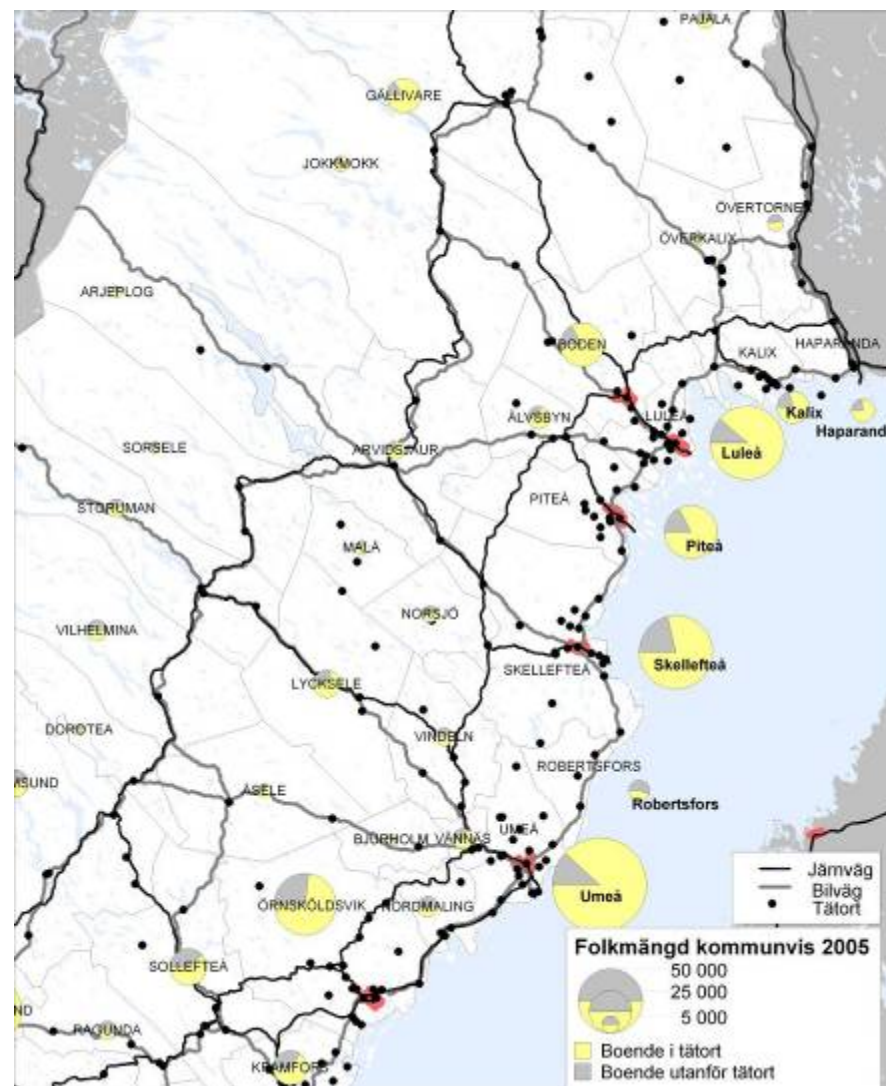 PAJALA
GÄLLIVARE
JOKKMOKK
ÖVERTORNEÅ
ÖVERKALIX
ARJEPLOG
BODEN
KALIX
HAPARANDA
Kalix
Haparand
ÄLVSBYN
LULEÅ
Luleå
SORSELE
ARVIDSJAUR
PITEÅ
STORUMAN
Piteå
MALÅ
NORSJÖ
VILHELMINA
SKELLEFTEÅ
Skellefteå
LYCKSELE
DOROTEA
VINDELN
ROBERTSFORS
MSUND
ÅSELE
Robertsfors
BJURHOLM
VÄNNÄS
UMEÅ
Umeå
ÖRNSKÖLDSVIK
NORDMALING
SOLLEFTEÅ
ND
RAGUNDA
KRAMFORS
Järnväg
Bilväg
Tätort
Folkmängd kommunvis 2005
50 000
25 000
5 000
Boende i tätort
Boende utanför tätort